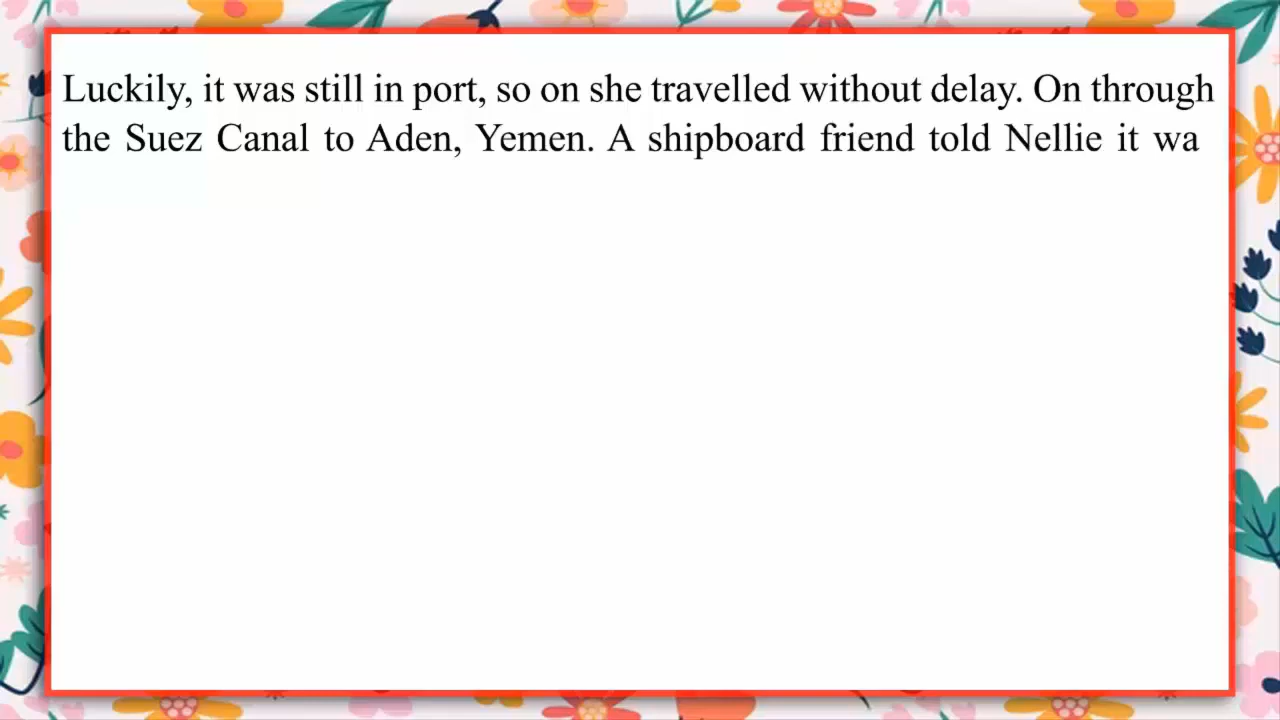 Luckily, it was still in port, so on she travelled without delay. On through
the Suez Canal to Aden, Yemen. A shipboard friend told Nellie it wa